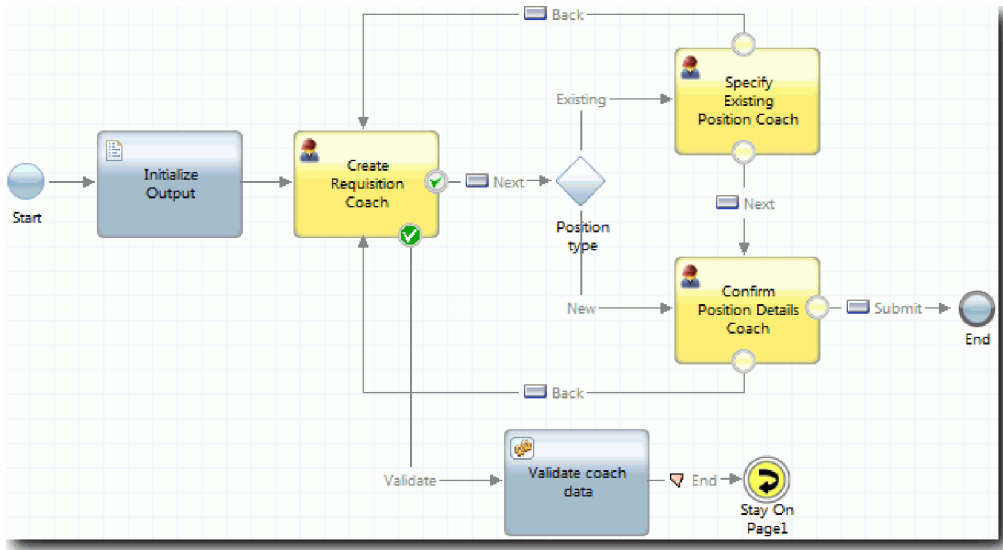 Back
Specify
Existing
Position Coach
Existing
Initialize
Output
Create
Requisition
Coach
Next
Start
Position
type
Next
Confirm
Position Details
Coach
New
Submit
End
Back
Validate
Validate coach
data
End
Stay On
Page1